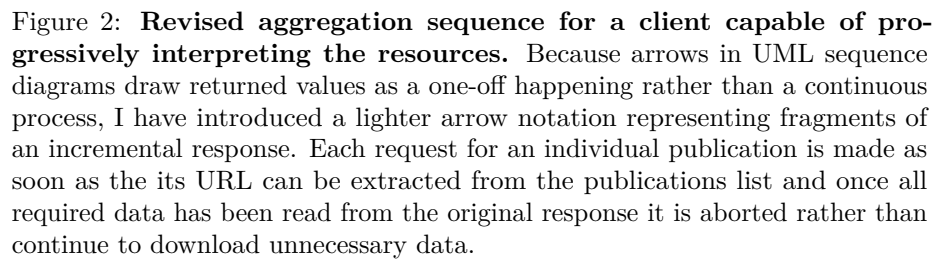 Figure 2: Revised aggregation sequence for a client capable of pro-
gressively interpreting the resources. Because arrows in UML sequence
diagrams draw returned values as a one-off happening rather than a continuous
process, I have introduced a lighter arrow notation representing fragments of
an incremental response. Each request for an individual publication is made as
soon as the its URL can be extracted from the publications list and once all
required data has been read from the original response it is aborted rather than
continue to download unnecessary data.